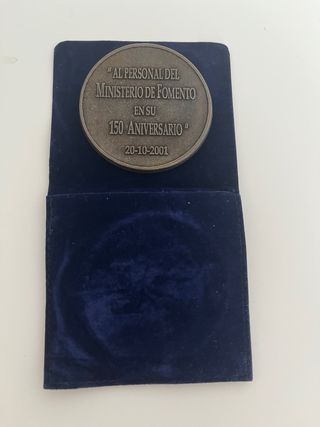 "AL PERSONAL DEL
MINISTERIO DE FOMENTO
EN SU
150 ANIVERSARIO"
20-10-2001